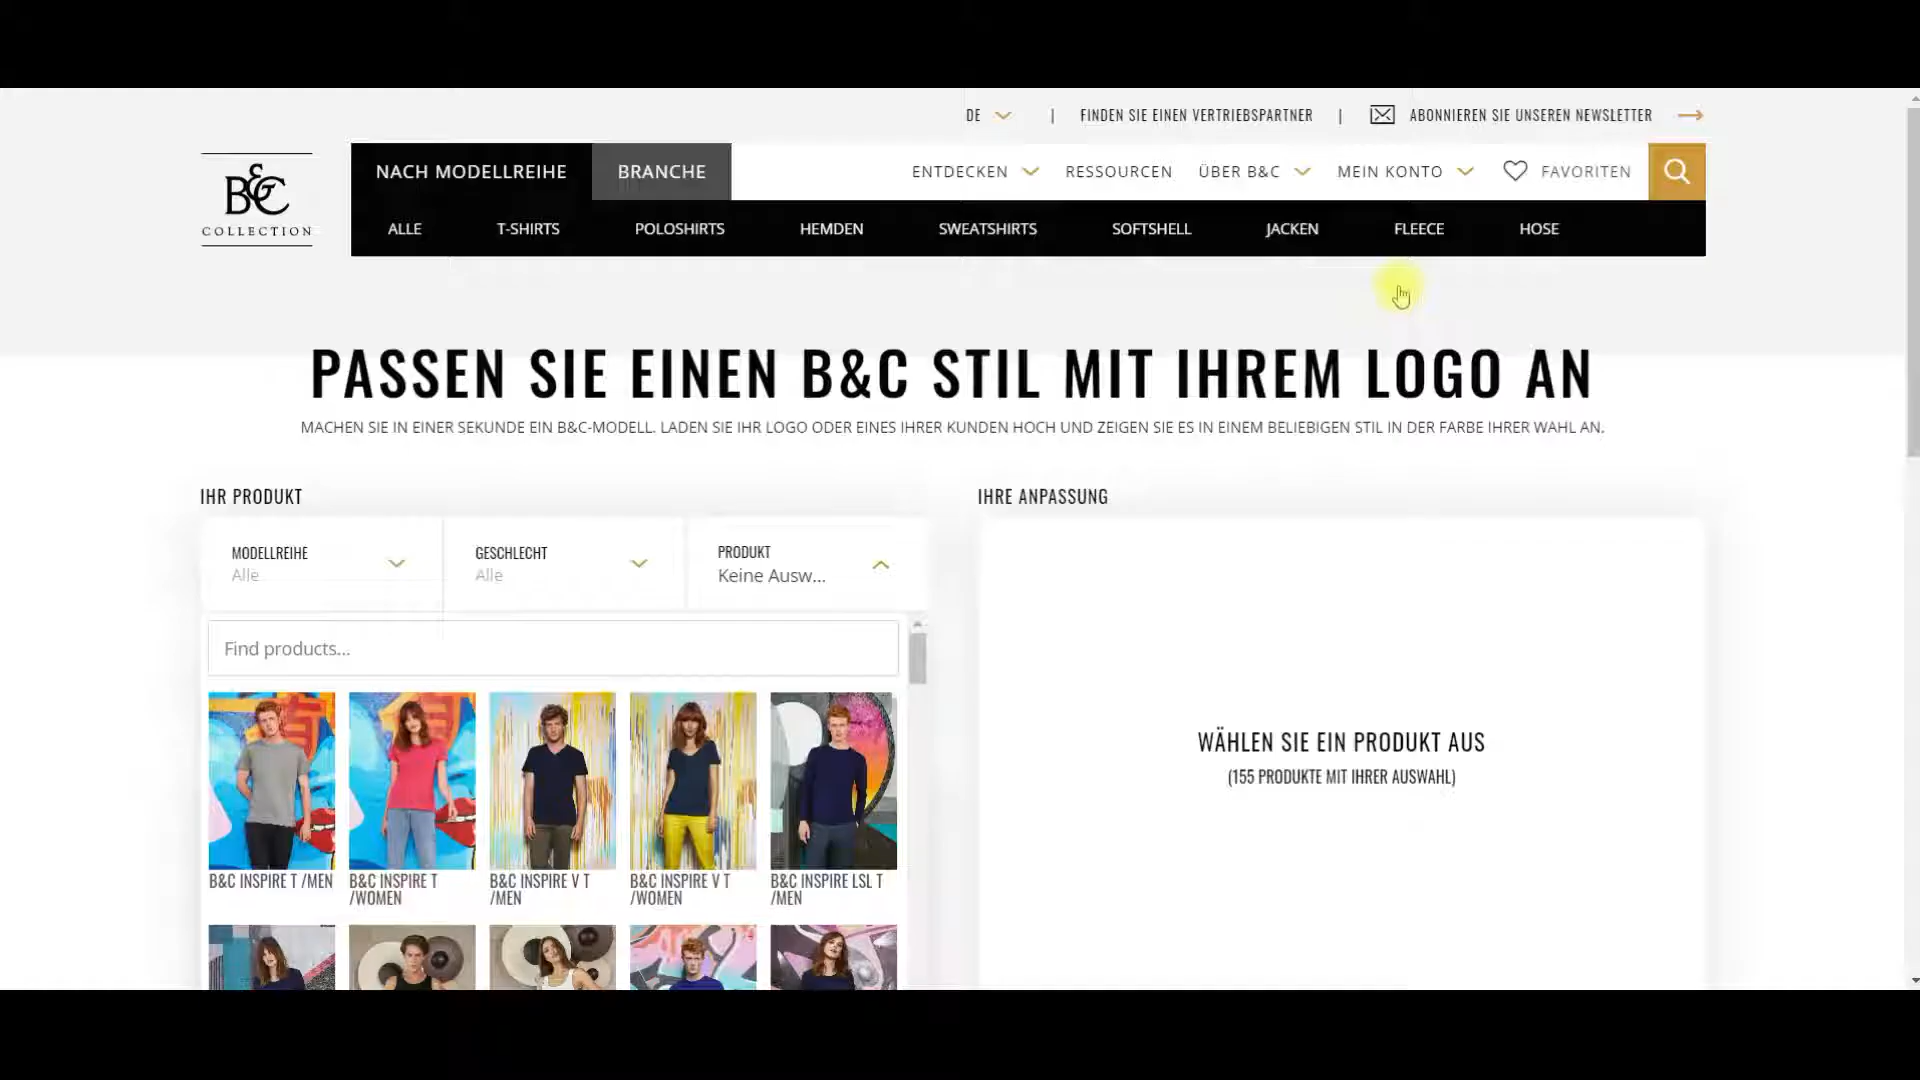 DE | FINDEN SIE EINEN VERTRIEBSPARTNER | ABONNIEREN SIE UNSEREN NEWSLETTER
B&C
COLLECTION
NACH MODELLREIHE BRANCHE ENTDECKEN RESSOURCEN ÜBER B&C MEIN KONTO FAVORITEN
ALLE T-SHIRTS POLOSHIRTS HEMDEN SWEATSHIRTS SOFTSHELL JACKEN FLEECE HOSE
PASSEN SIE EINEN B&C STIL MIT IHREM LOGO AN
MACHEN SIE IN EINER SEKUNDE EIN B&C-MODELL. LADEN SIE IHR LOGO ODER EINES IHRER KUNDEN HOCH UND ZEIGEN SIE ES IN EINEM BELIEBIGEN STIL IN DER FARBE IHRER WAHL AN.
IHR PRODUKT
MODELLREIHE
Alle
GESCHLECHT
Alle
PRODUKT
Keine Ausw...
Find products...
B&C INSPIRE T /MEN
B&C INSPIRE T
/WOMEN
B&C INSPIRE V T
/MEN
B&C INSPIRE V T
/WOMEN
B&C INSPIRE LSL T
/MEN
IHRE ANPASSUNG
WÄHLEN SIE EIN PRODUKT AUS
(155 PRODUKTE MIT IHRER AUSWAHL)